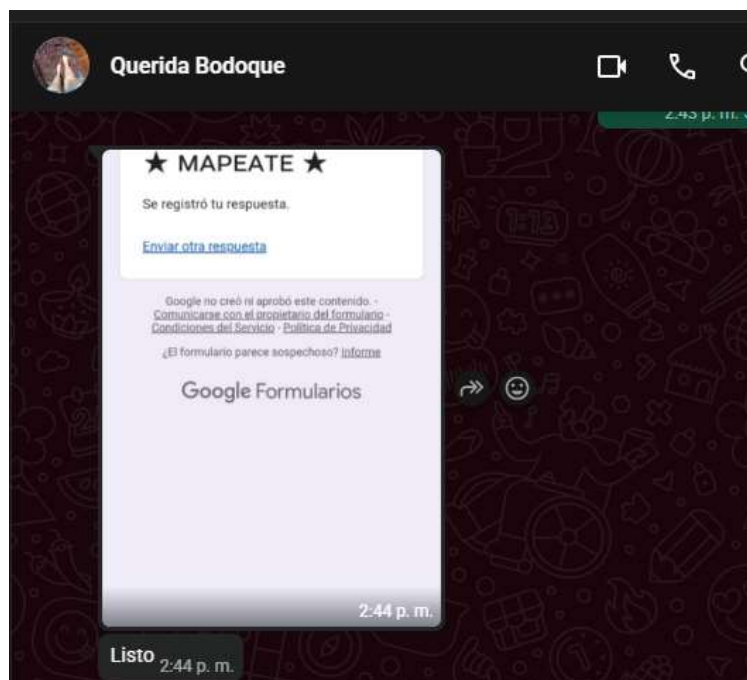 Querida Bodoque
2:43 p. m.
★ MAPEATE ★
Se registró tu respuesta.
Enviar otra respuesta
Google no creó ni aprobó este contenido. -
Comunicarse con el propietario del formulario -
Condiciones del Servicio - Política de Privacidad
¿El formulario parece sospechoso? Informe
Google Formularios
2:44 p. m.
Listo 2:44 p. m.